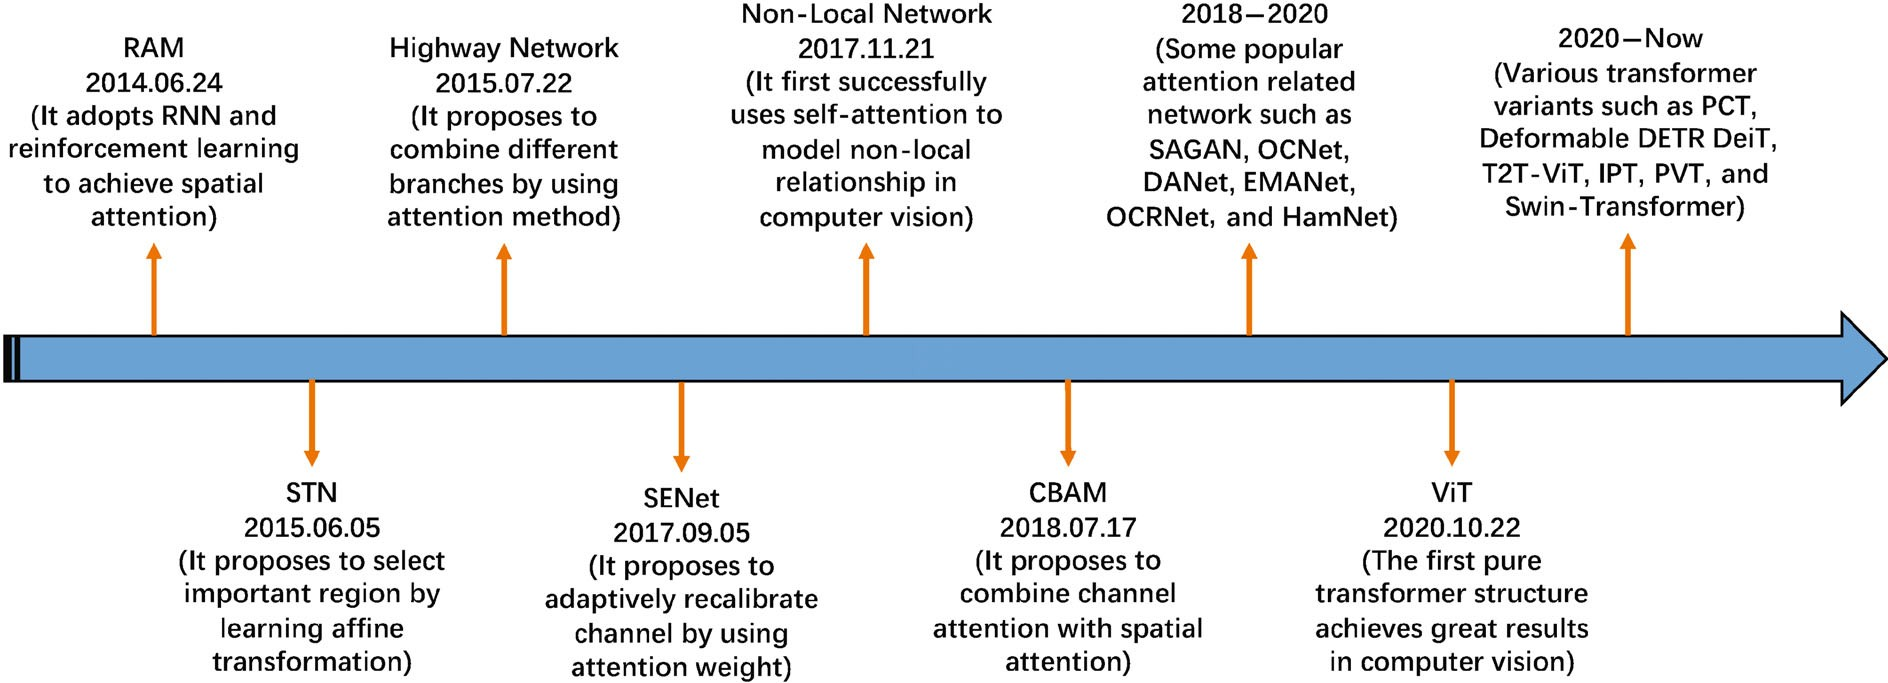 RAM
2014.06.24
(It adopts RNN and
reinforcement learning
to achieve spatial
attention)
STN
2015.06.05
(It proposes to select
important region by
learning affine
transformation)
Highway Network
2015.07.22
(It proposes to
combine different
branches by using
attention method)
SENet
2017.09.05
(It proposes to
adaptively recalibrate
channel by using
attention weight)
Non-Local Network
2017.11.21
(It first successfully
uses self-attention to
model non-local
relationship in
computer vision)
CBAM
2018.07.17
(It proposes to
combine channel
attention with spatial
attention)
2018—2020
(Some popular
attention related
network such as
SAGAN, OCNet,
DANet, EMANet,
OCRNet, and HamNet)
ViT
2020.10.22
(The first pure
transformer structure
achieves great results
in computer vision)
2020—Now
(Various transformer
variants such as PCT,
Deformable DETR DeiT,
T2T-ViT, IPT, PVT, and
Swin-Transformer)